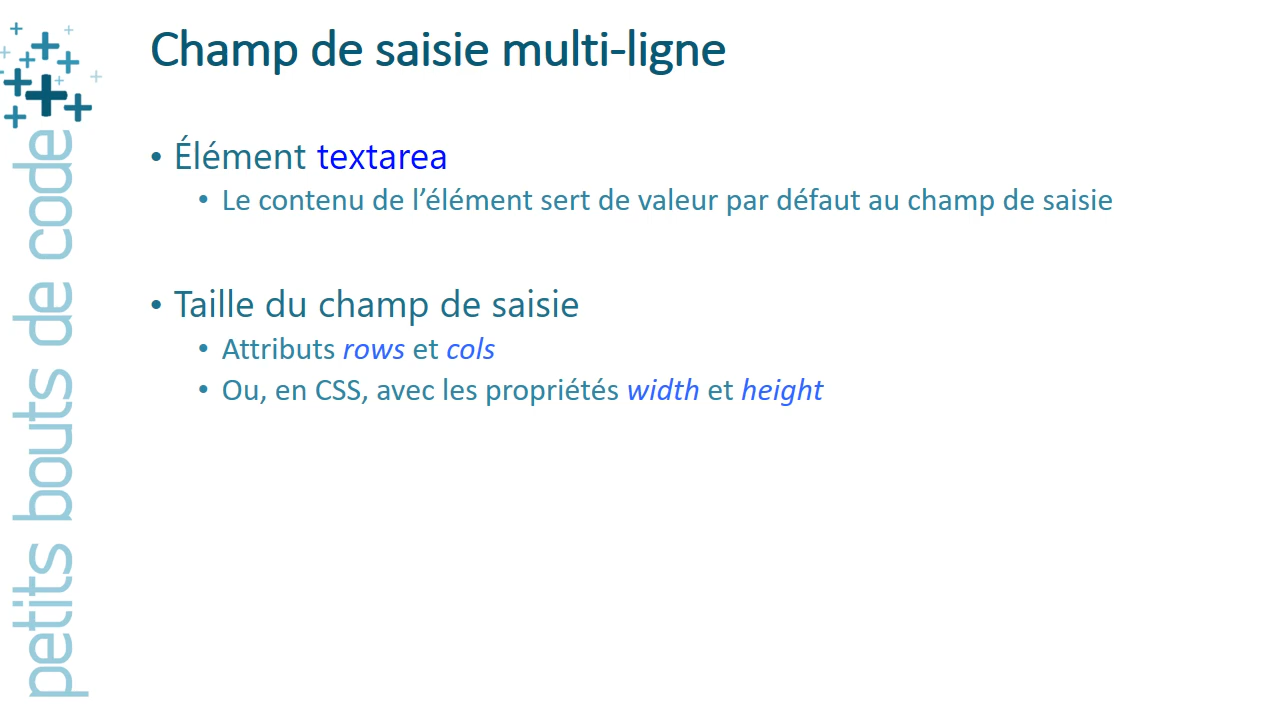 Champ de saisie multi-ligne
• Élément textarea
• Le contenu de l’élément sert de valeur par défaut au champ de saisie
• Taille du champ de saisie
• Attributs rows et cols
• Ou, en CSS, avec les propriétés width et height
petits bouts de code